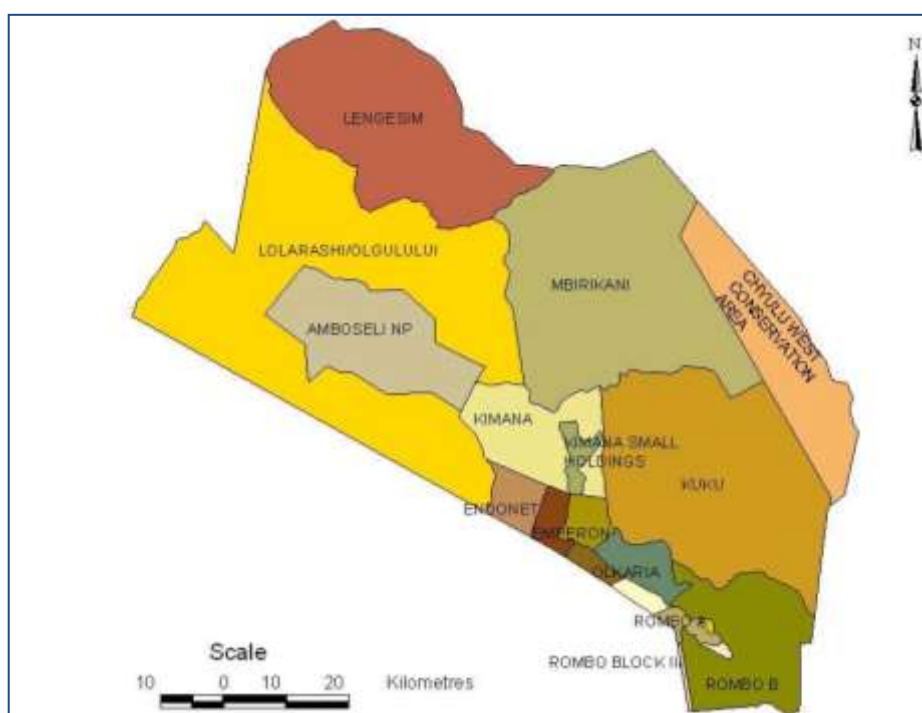 N
LENGESIM
LOLARASHI/OLGULULUI
MBIRIKANI
CHYULU WEST
CONSERVATION
AREA
AMBOSELI NP
KIMANA
KIMANA SMALL
HOLDINGS
KUKU
ENDONET
EMPERON
OLKARIA
ROMBO A
ROMBO BLOCK III
ROMBO B
Scale
10 0 10 20 Kilometres